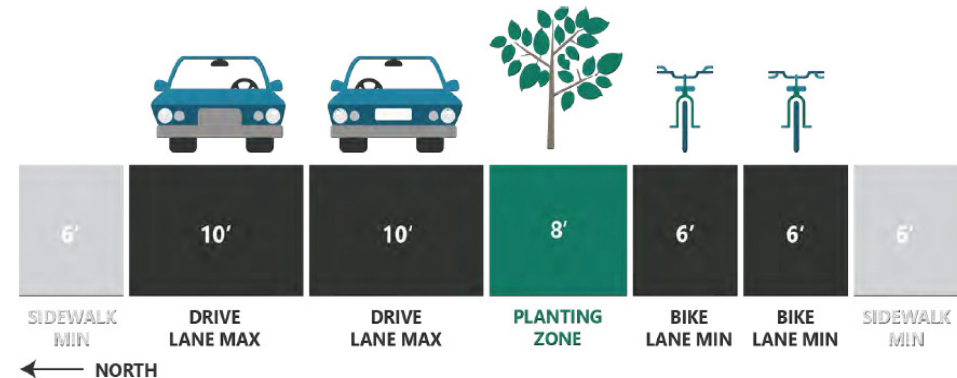 6’
10’
10’
8’
6’
6’
6’
SIDEWALK
MIN
DRIVE
LANE MAX
DRIVE
LANE MAX
PLANTING
ZONE
BIKE
LANE MIN
BIKE
LANE MIN
SIDEWALK
MIN
NORTH